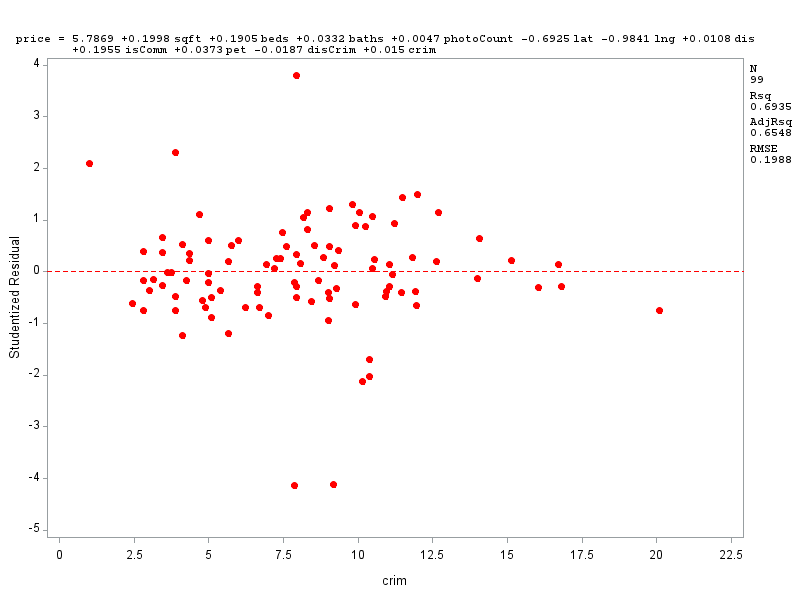 price = 5.7869 +0.1998 sqft +0.1905 beds +0.0332 baths +0.0047 photoCount -0.6925 lat -0.9841 lng +0.0108 dis
+0.1955 isComm +0.0373 pet -0.0187 disCrim +0.015 crim
N
99
Rsq
0.6935
AdjRsq
0.6548
RMSE
0.1988
4
3
2
1
0
-1
-2
-3
-4
-5
Studentized Residual
0 2.5 5 7.5 10 12.5 15 17.5 20 22.5
crim